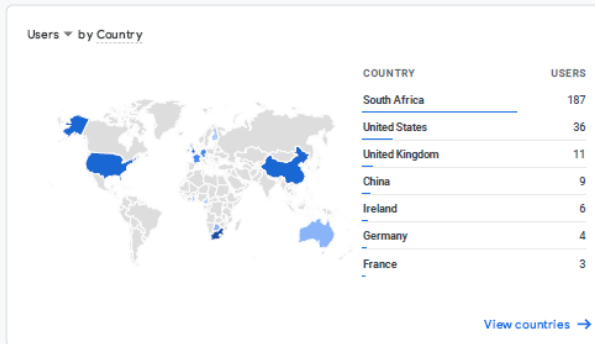 Users by Country
COUNTRY USERS
South Africa 187
United States 36
United Kingdom 11
China 9
Ireland 6
Germany 4
France 3
View countries →